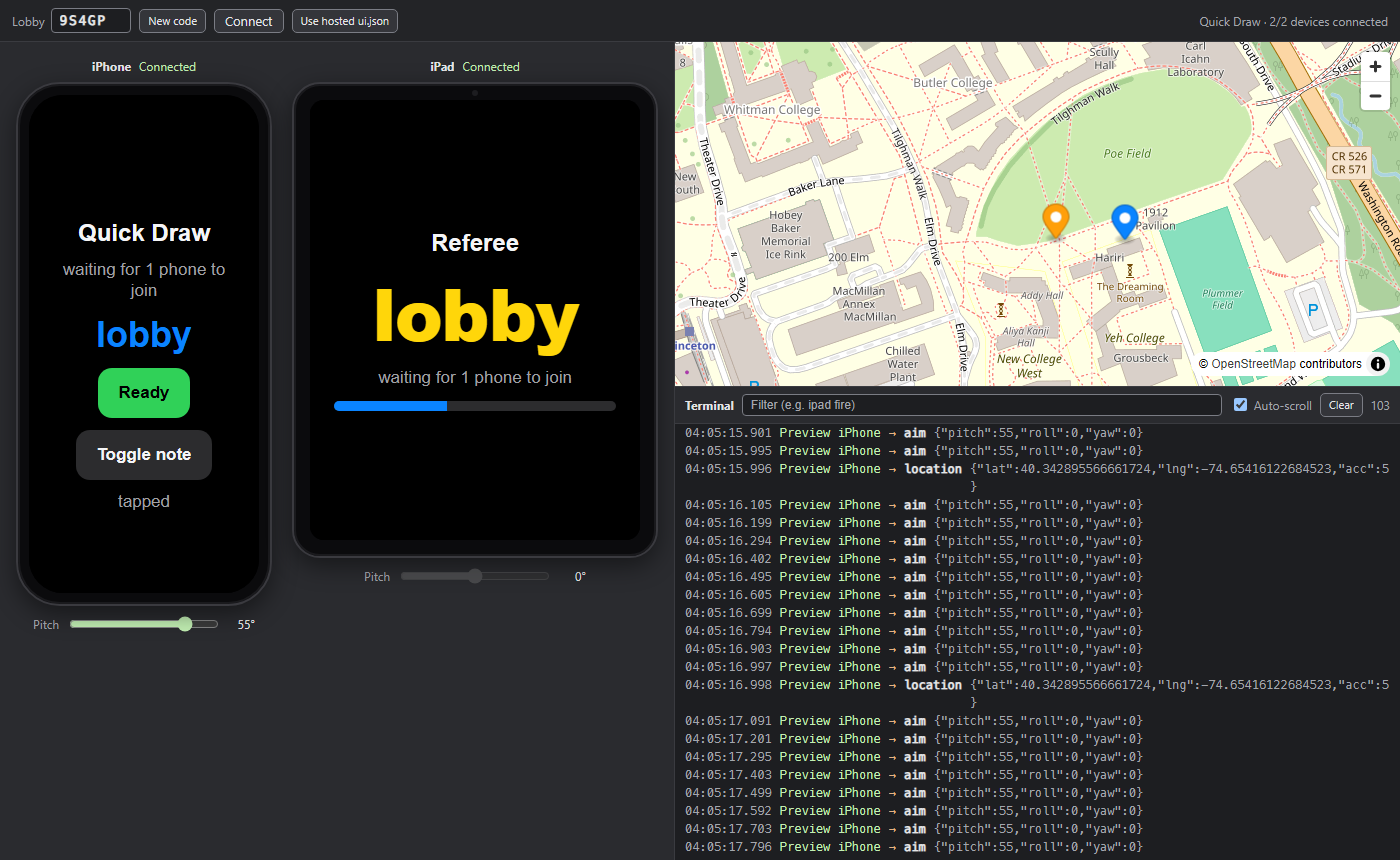 Lobby 9S4GP New code Connect Use hosted ui.json Quick Draw · 2/2 devices connected
iPhone Connected
Quick Draw
waiting for 1 phone to
join
lobby
Ready
Toggle note
tapped
Pitch 55°
iPad Connected
Referee
lobby
waiting for 1 phone to join
Pitch 0°
8
Scully
Hall
Carl
Icahn
Laboratory
South Drive
Stadium Drive
+
−
Butler College
Whitman College
Tilghman Walk
Tilghman Walk
Theater Drive
Poe Field
CR 526
CR 571
Washington Road
New
South
Baker Lane
Hobey
Baker
Memorial
Ice Rink
Elm Drive
1912
Pavilion
200 Elm
Hariri
The Dreaming
Room
MacMillan
Annex
MacMillan
Addy Hall
Plummer
Field
P
Theater Drive
Aliya Kanji
Hall
Yeh College
Grousbeck
New College
West
Elm Drive
Chilled
Water
Plant
P
© OpenStreetMap contributors
Terminal Filter (e.g. ipad fire) Auto-scroll Clear 103
04:05:15.901 Preview iPhone → aim {"pitch":55,"roll":0,"yaw":0}
04:05:15.995 Preview iPhone → aim {"pitch":55,"roll":0,"yaw":0}
04:05:15.996 Preview iPhone → location {"lat":40.342895566661724,"lng":−74.65416122684523,"acc":5
}
04:05:16.105 Preview iPhone → aim {"pitch":55,"roll":0,"yaw":0}
04:05:16.199 Preview iPhone → aim {"pitch":55,"roll":0,"yaw":0}
04:05:16.294 Preview iPhone → aim {"pitch":55,"roll":0,"yaw":0}
04:05:16.402 Preview iPhone → aim {"pitch":55,"roll":0,"yaw":0}
04:05:16.495 Preview iPhone → aim {"pitch":55,"roll":0,"yaw":0}
04:05:16.605 Preview iPhone → aim {"pitch":55,"roll":0,"yaw":0}
04:05:16.699 Preview iPhone → aim {"pitch":55,"roll":0,"yaw":0}
04:05:16.794 Preview iPhone → aim {"pitch":55,"roll":0,"yaw":0}
04:05:16.903 Preview iPhone → aim {"pitch":55,"roll":0,"yaw":0}
04:05:16.997 Preview iPhone → aim {"pitch":55,"roll":0,"yaw":0}
04:05:16.998 Preview iPhone → location {"lat":40.342895566661724,"lng":−74.65416122684523,"acc":5
}
04:05:17.091 Preview iPhone → aim {"pitch":55,"roll":0,"yaw":0}
04:05:17.201 Preview iPhone → aim {"pitch":55,"roll":0,"yaw":0}
04:05:17.295 Preview iPhone → aim {"pitch":55,"roll":0,"yaw":0}
04:05:17.403 Preview iPhone → aim {"pitch":55,"roll":0,"yaw":0}
04:05:17.499 Preview iPhone → aim {"pitch":55,"roll":0,"yaw":0}
04:05:17.592 Preview iPhone → aim {"pitch":55,"roll":0,"yaw":0}
04:05:17.703 Preview iPhone → aim {"pitch":55,"roll":0,"yaw":0}
04:05:17.796 Preview iPhone → aim {"pitch":55,"roll":0,"yaw":0}